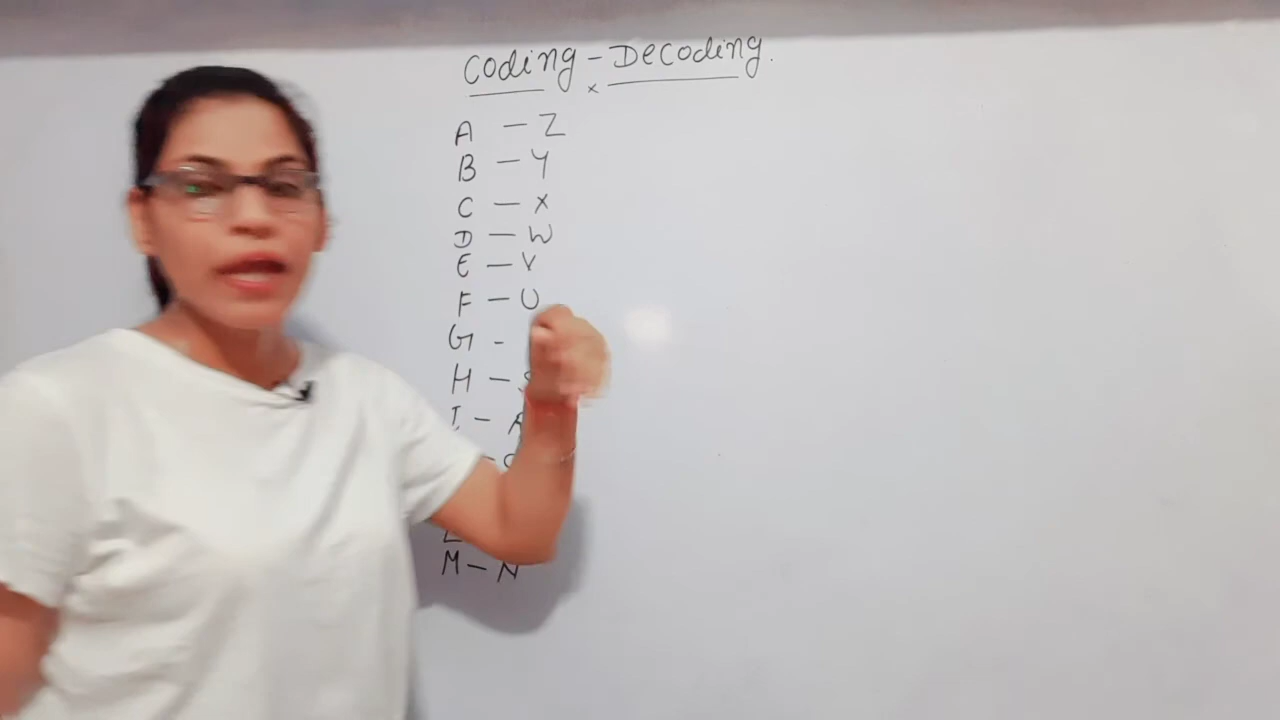 Coding - Decoding.
×
A - Z
B - Y
C - X
D - W
E - V
F - U
G -
H - S
I - R
-
L
M - N